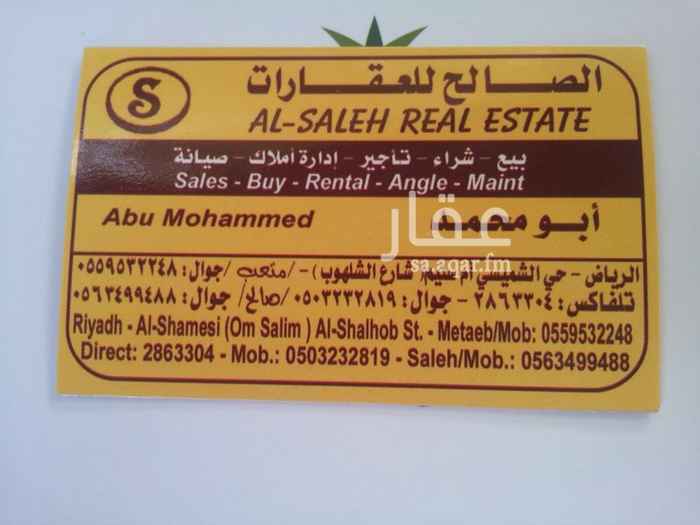 S
الصالح للعقارات
AL-SALEH REAL ESTATE
بيع - شراء - تأجير - إدارة أملاك - صيانة
Sales - Buy - Rental - Angle - Maint
Abu Mohammed
أبو محمد
عقار
sa.aqar.fm
الرياض - حي الشميسي (أم سليم) شارع الشلهوب) - /متعب/ جوال: ٠٥٥٩٥٣٢٢٤٨
تلفاكس: ٢٨٦٣٣٠٤ - جوال: ٠٥٠٣٢٣٢٨١٩ /صالح/ جوال: ٠٥٦٣٤٩٩٤٨٨
Riyadh - Al-Shamesi (Om Salim ) Al-Shalhob St. - Metaeb/Mob: 0559532248
Direct: 2863304 - Mob.: 0503232819 - Saleh/Mob.: 0563499488